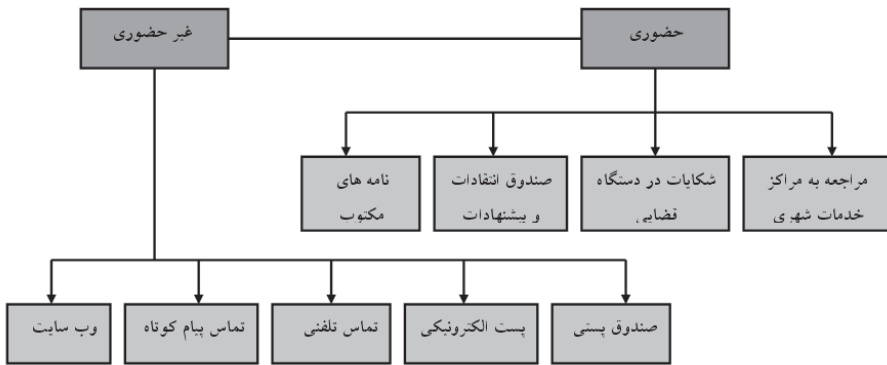 حضوری
غیر حضوری
مراجعه به مراکز
خدمات شهری
شکایات در دستگاه
قضایی
صندوق انتقادات
و پیشنهادات
نامه های
مکتوب
صندوق پستی
پست الکترونیکی
تماس تلفنی
تماس پیام کوتاه
وب سایت